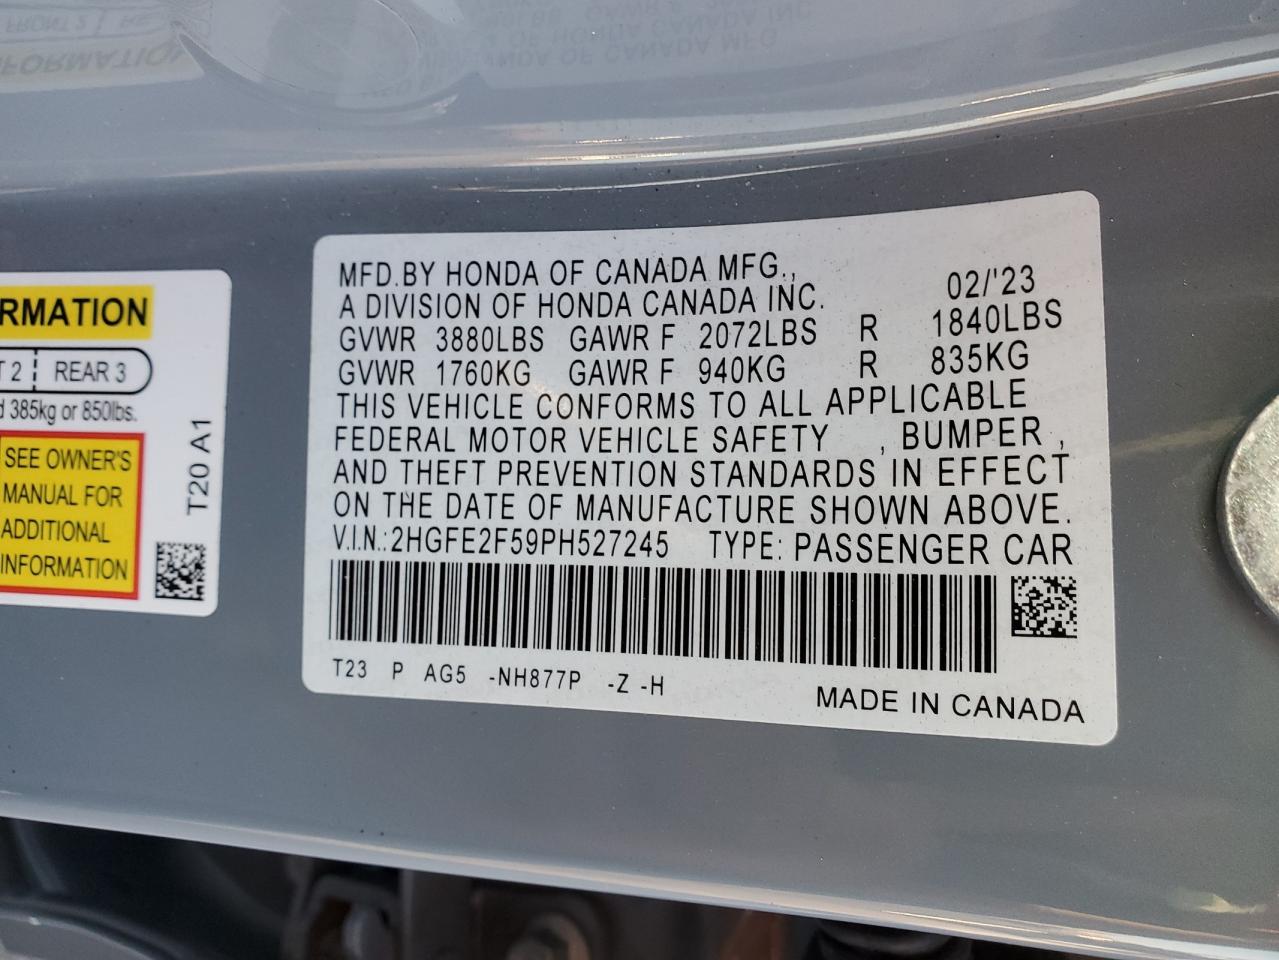 MFD.BY HONDA OF CANADA MFG.,
A DIVISION OF HONDA CANADA INC. 02/'23
GVWR 3880LBS GAWR F 2072LBS R 1840LBS
GVWR 1760KG GAWR F 940KG R 835KG
THIS VEHICLE CONFORMS TO ALL APPLICABLE
FEDERAL MOTOR VEHICLE SAFETY , BUMPER ,
AND THEFT PREVENTION STANDARDS IN EFFECT
ON THE DATE OF MANUFACTURE SHOWN ABOVE.
V.I.N.:2HGFE2F59PH527245 TYPE: PASSENGER CAR
T23 P AG5 -NH877P -Z -H
MADE IN CANADA
RMATION
T 2 REAR 3
385kg or 850lbs.
SEE OWNER'S
MANUAL FOR
ADDITIONAL
INFORMATION
T20 A1